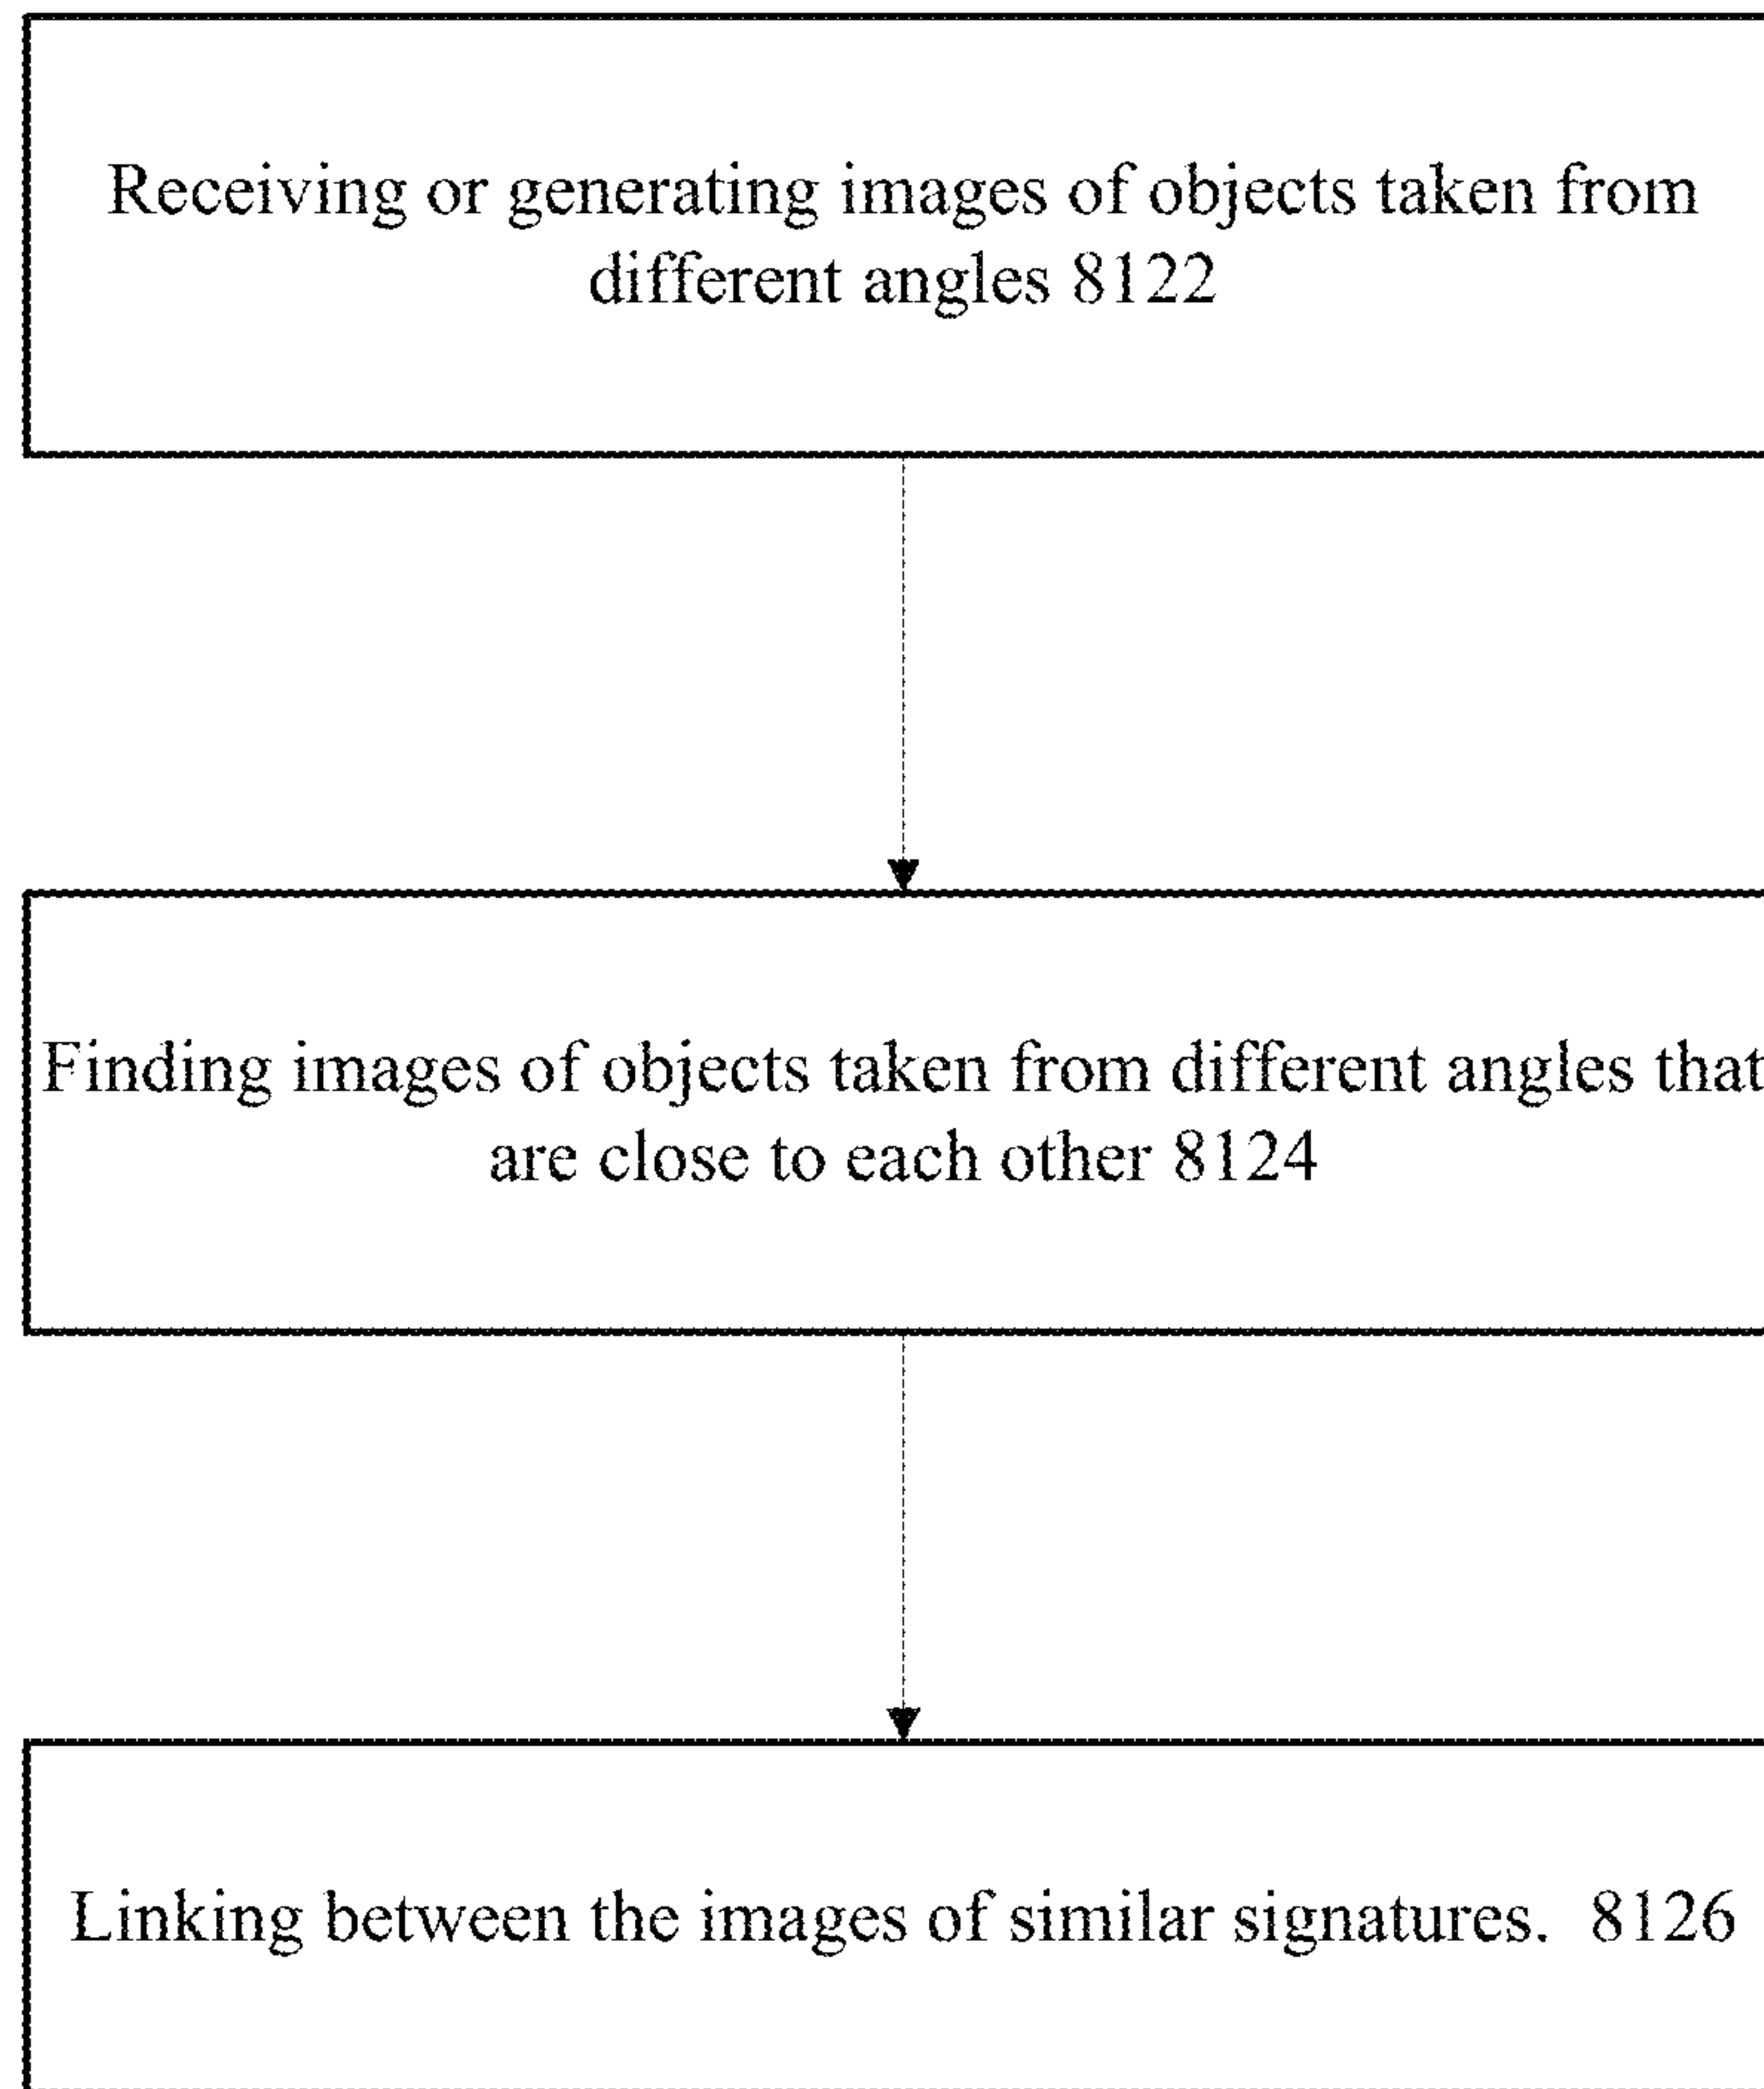 Receiving or generating images of objects taken from
different angles 8122
Finding images of objects taken from different angles that
are close to each other 8124
Linking between the images of similar signatures. 8126